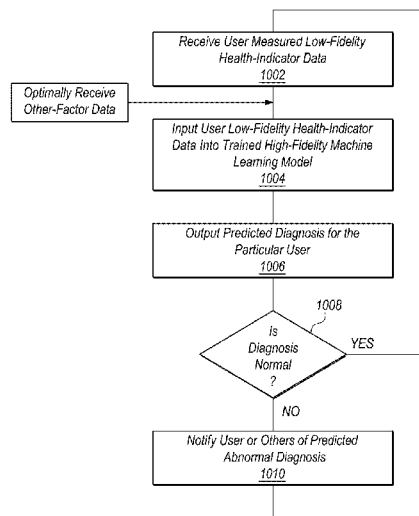 Receive User Measured Low-Fidelity
Health-Indicator Data
1002
Optimally Receive
Other-Factor Data
Input User Low-Fidelity Health-Indicator
Data Into Trained High-Fidelity Machine
Learning Model
1004
Output Predicted Diagnosis for the
Particular User
1006
1008
Is
Diagnosis
Normal
?
YES
NO
Notify User or Others of Predicted
Abnormal Diagnosis
1010